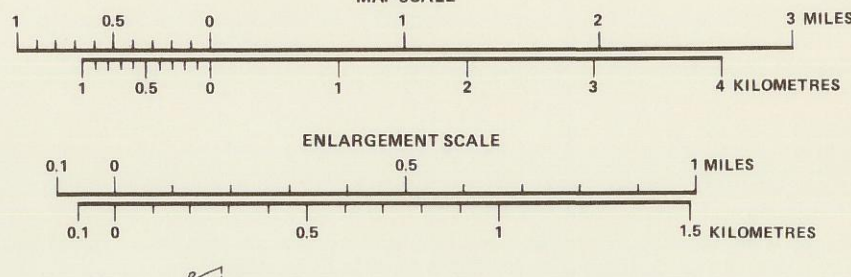 MAP SCALE
1 0.5 0 1 2 3 MILES
1 0.5 0 1 2 3 4 KILOMETRES
ENLARGEMENT SCALE
0.1 0 0.5 1 MILES
0.1 0 0.5 1 1.5 KILOMETRES